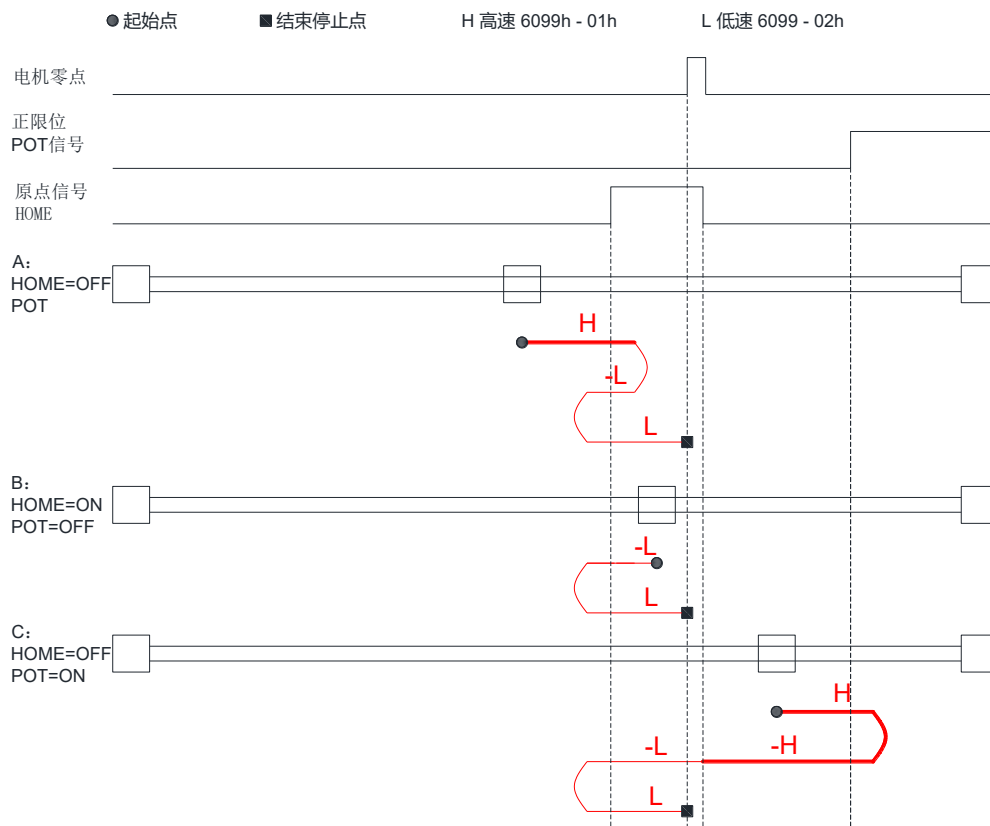 起始点
结束停止点
H 高速 6099h - 01h
L 低速 6099 - 02h
电机零点
正限位
POT信号
原点信号
HOME
A:
HOME=OFF
POT
H
-L
L
B:
HOME=ON
POT=OFF
-L
L
C:
HOME=OFF
POT=ON
H
-H
-L
L